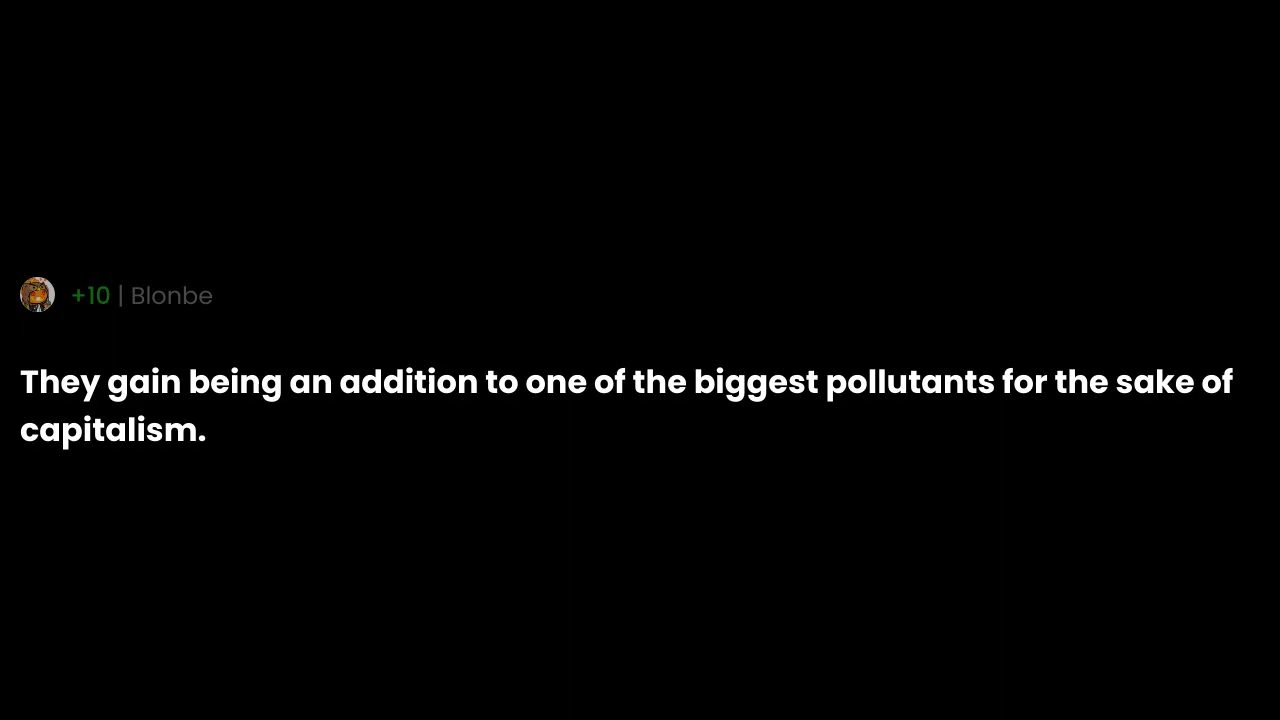 +10 | Blonbe
They gain being an addition to one of the biggest pollutants for the sake of
capitalism.